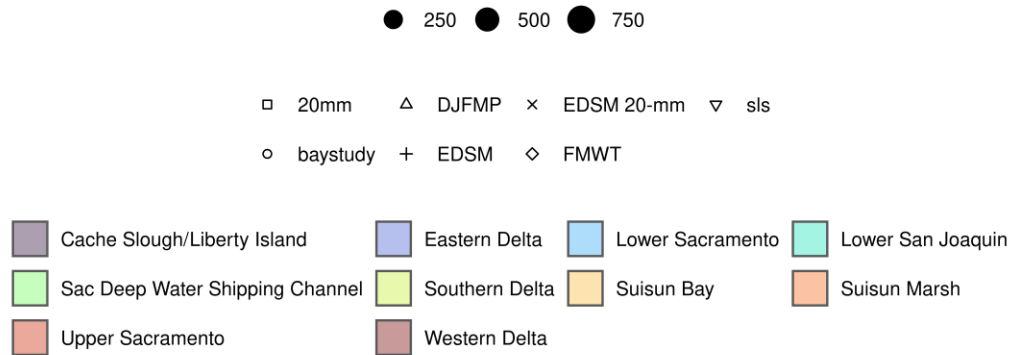 250 500 750
20mm DJFMP EDSM 20-mm sls
baystudy EDSM FMWT
Cache Slough/Liberty Island Eastern Delta Lower Sacramento Lower San Joaquin
Sac Deep Water Shipping Channel Southern Delta Suisun Bay Suisun Marsh
Upper Sacramento Western Delta